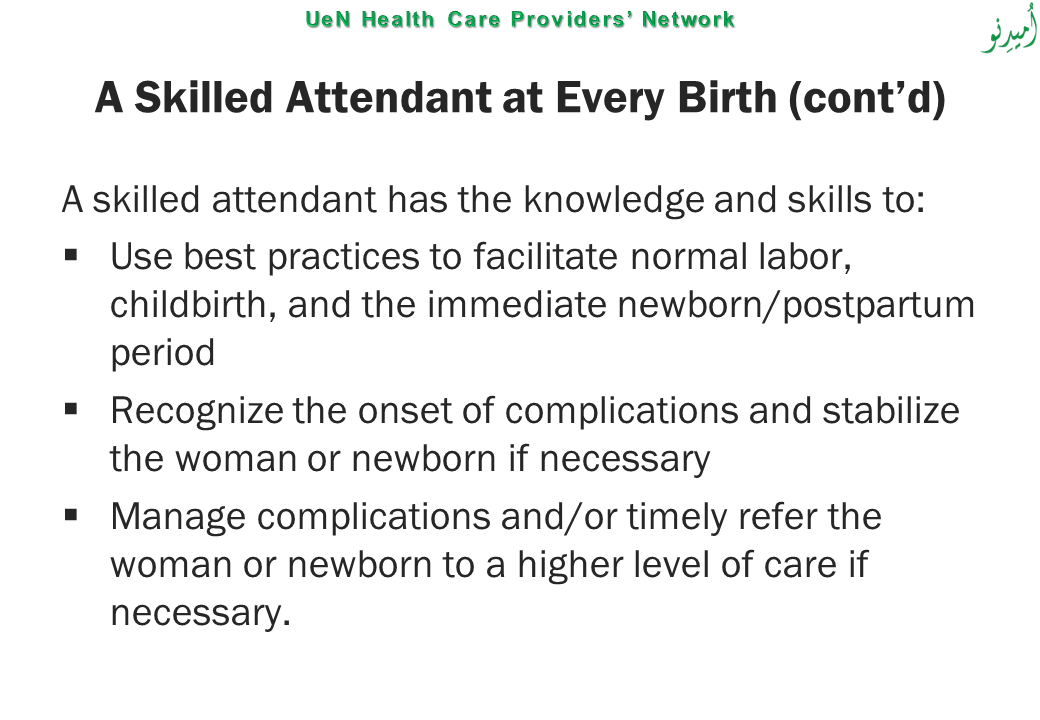 UeN Health Care Providers’ Network
اُمیدِنو
A Skilled Attendant at Every Birth (cont’d)
A skilled attendant has the knowledge and skills to:
▪ Use best practices to facilitate normal labor,
childbirth, and the immediate newborn/postpartum
period
▪ Recognize the onset of complications and stabilize
the woman or newborn if necessary
▪ Manage complications and/or timely refer the
woman or newborn to a higher level of care if
necessary.